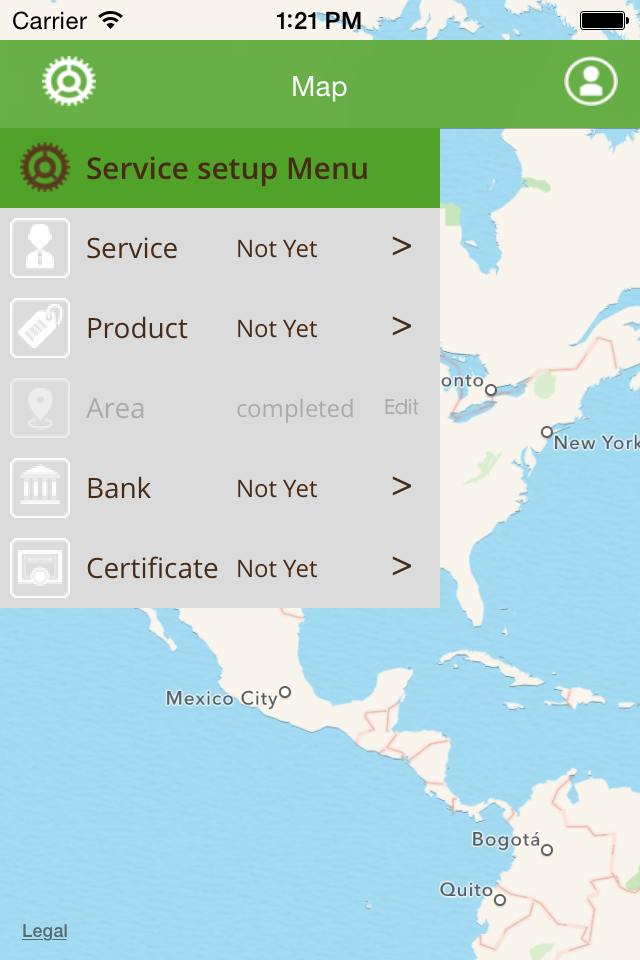 Carrier 1:21 PM
Map
Service setup Menu
Service Not Yet >
Product Not Yet >
Area completed Edit
Bank Not Yet >
Certificate Not Yet >
onto
New York
Mexico City
Bogotá
Quito
Legal